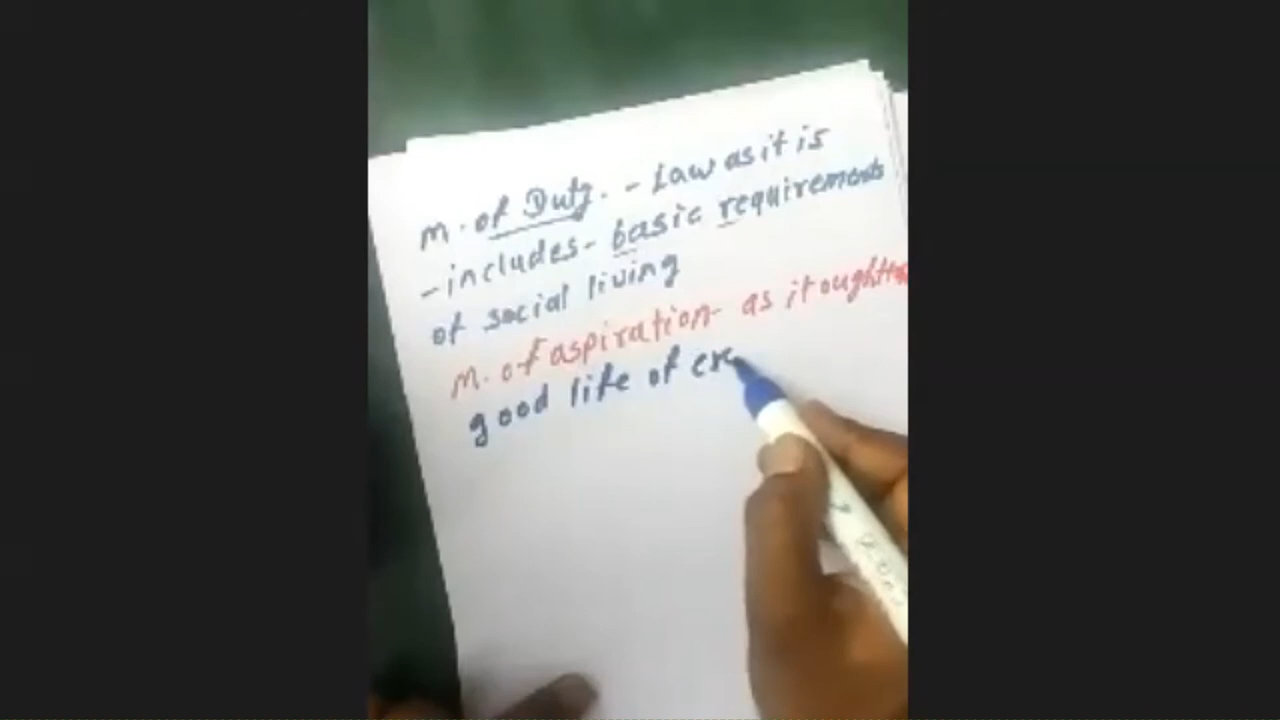 M. of Duty. - Law as it is
- includes - basic requirements
of social living
M. of aspiration - as it ought
good life of exc